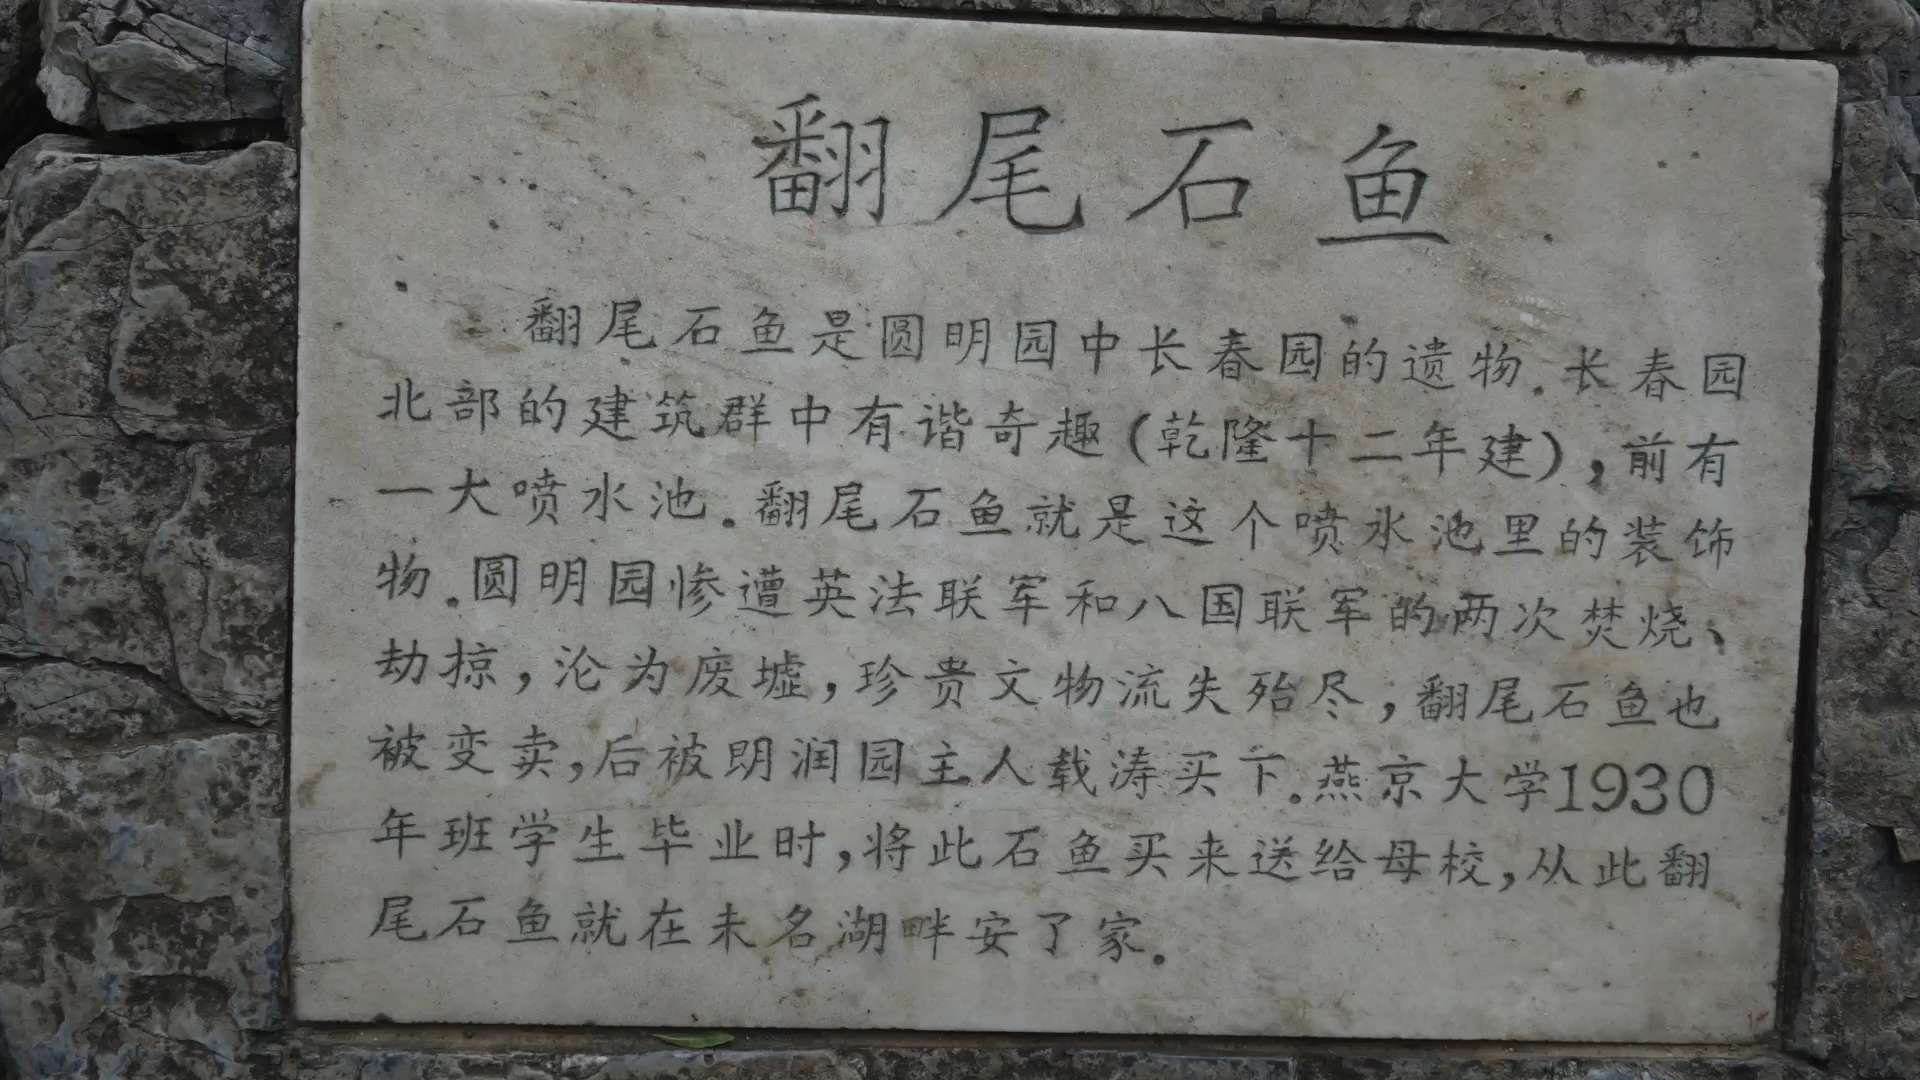 翻尾石鱼
翻尾石鱼是圆明园中长春园的遗物.长春园
北部的建筑群中有谐奇趣(乾隆十二年建),前有
一大喷水池.翻尾石鱼就是这个喷水池里的装饰
物.圆明园惨遭英法联军和八国联军的两次焚烧、
劫掠,沦为废墟,珍贵文物流失殆尽,翻尾石鱼也
被变卖,后被朗润园主人载涛买下.燕京大学1930
年班学生毕业时,将此石鱼买来送给母校,从此翻
尾石鱼就在未名湖畔安了家.